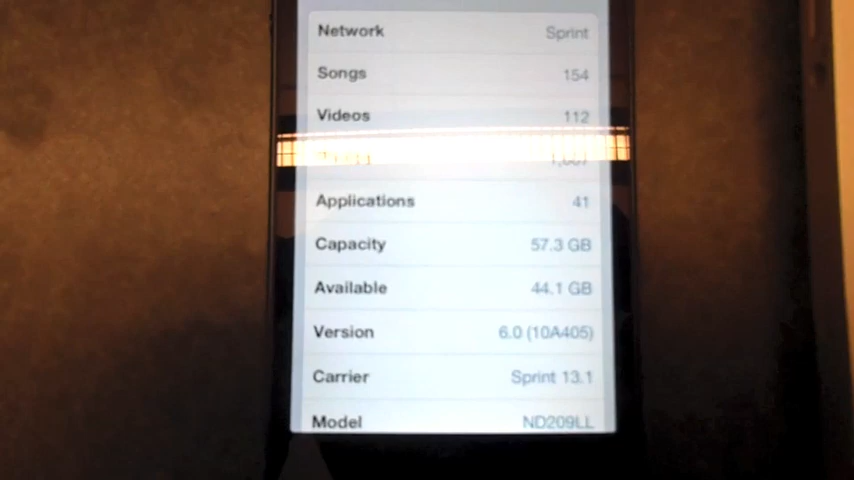 Network Sprint
Songs 154
Videos 112
Applications 41
Capacity 57.3 GB
Available 44.1 GB
Version 6.0 (10A405)
Carrier Sprint 13.1
Model ND209LL